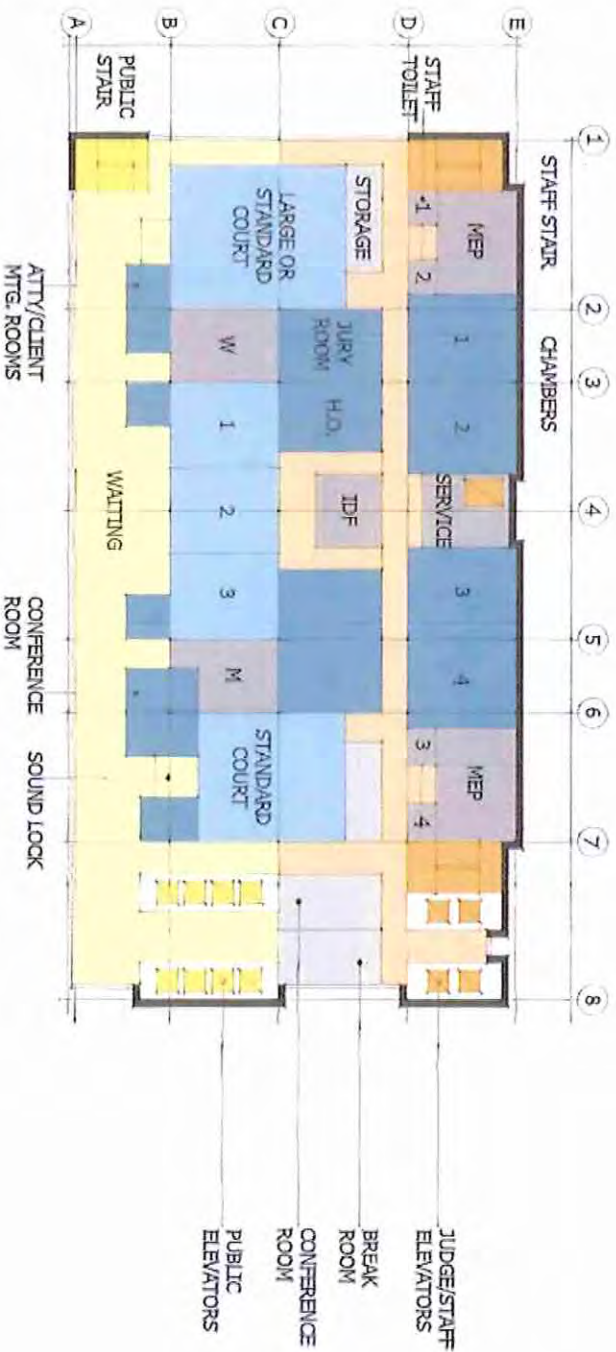 A
B
C
D
E
1
2
3
4
5
6
7
8
PUBLIC
STAIR
STAFF
TOILET
STAFF STAIR
CHAMBERS
MEP
1
2
1
2
SERVICE
3
4
MEP
3
4
STORAGE
LARGE OR
STANDARD
COURT
JURY
ROOM
H.O.
IDF
W
1
2
3
M
STANDARD
COURT
WAITING
ATTY/CLIENT
MTG. ROOMS
CONFERENCE
ROOM
SOUND LOCK
JUDGE/STAFF
ELEVATORS
BREAK
ROOM
CONFERENCE
ROOM
PUBLIC
ELEVATORS